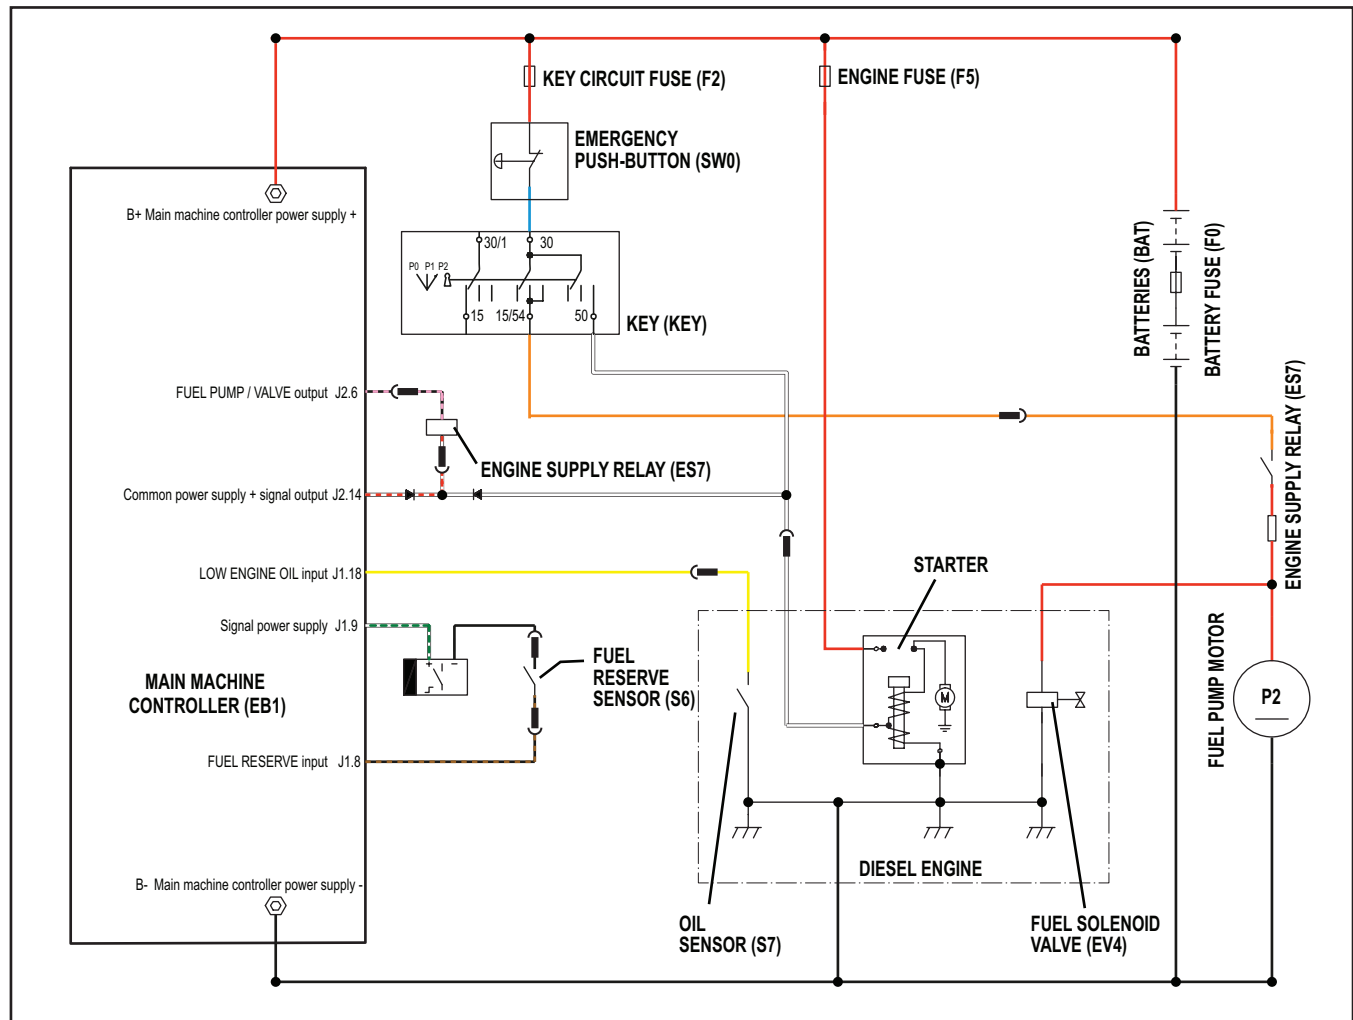 KEY CIRCUIT FUSE (F2)
ENGINE FUSE (F5)
EMERGENCY
PUSH-BUTTON (SW0)
B+ Main machine controller power supply +
30/1
30
P0 P1 P2
15
15/54
50
KEY (KEY)
BATTERIES (BAT)
BATTERY FUSE (F0)
FUEL PUMP / VALVE output J2.6
ENGINE SUPPLY RELAY (ES7)
ENGINE SUPPLY RELAY (ES7)
Common power supply + signal output J2.14
LOW ENGINE OIL input J1.18
STARTER
Signal power supply J1.9
+
-
FUEL
RESERVE
SENSOR (S6)
MAIN MACHINE
CONTROLLER (EB1)
M
FUEL PUMP MOTOR
P2
FUEL RESERVE input J1.8
DIESEL ENGINE
B- Main machine controller power supply -
OIL
SENSOR (S7)
FUEL SOLENOID
VALVE (EV4)